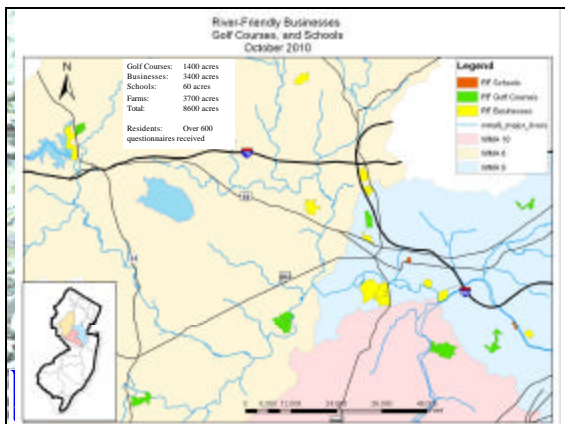 River-Friendly Businesses
Golf Courses, and Schools
October 2010
N
Golf Courses: 1400 acres
Businesses: 3400 acres
Schools: 60 acres
Farms: 3700 acres
Total: 8600 acres
Residents: Over 600
questionnaires received
Legend
RF Schools
RF Golf Courses
RF Businesses
WMA 10
WMA 8
WMA 9